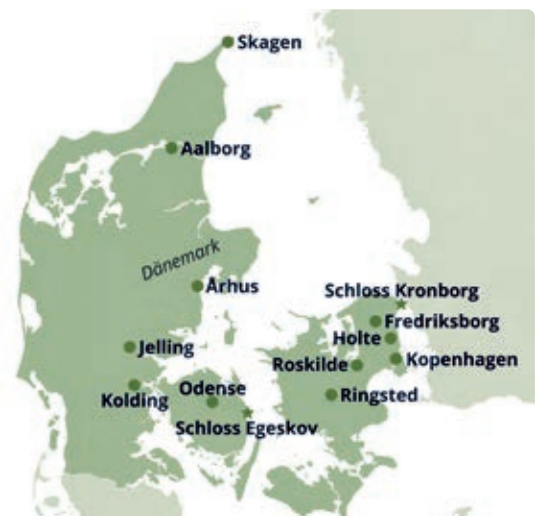 Skagen
Aalborg
Dänemark
Århus
Schloss Kronborg
Fredriksborg
Holte
Jelling
Roskilde
Kopenhagen
Kolding
Odense
Ringsted
Schloss Egeskov